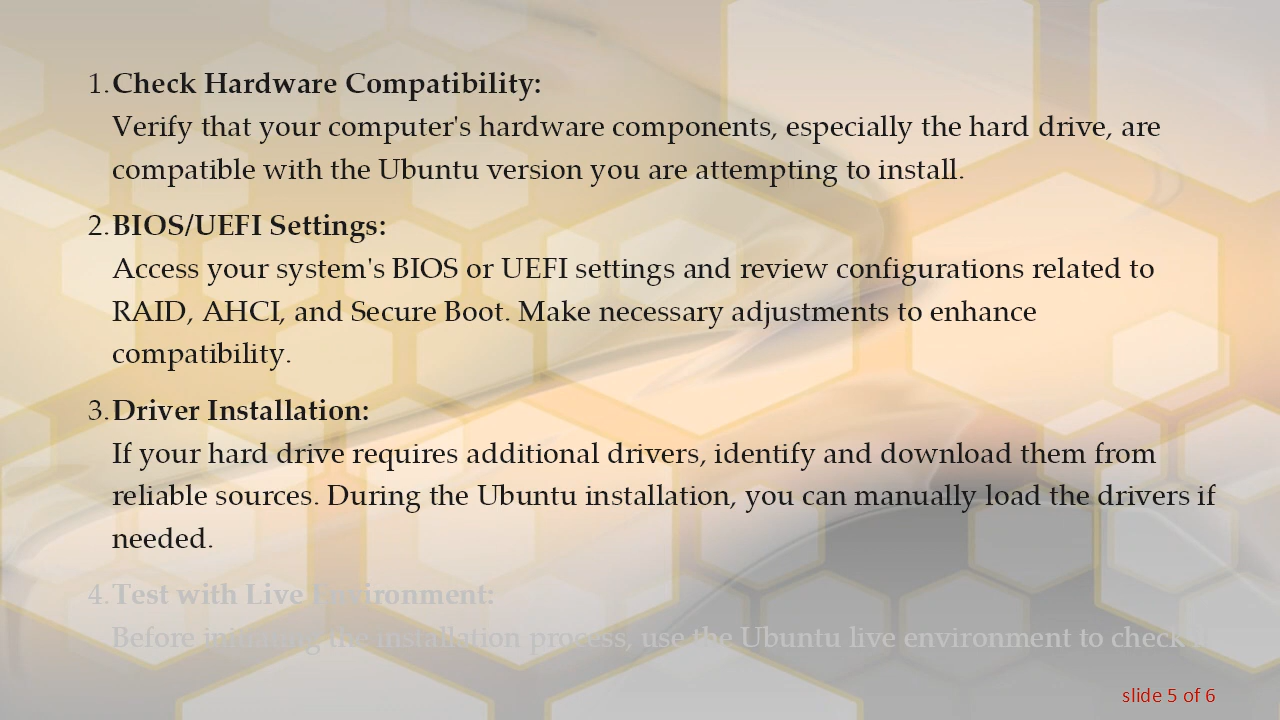 1. Check Hardware Compatibility:
Verify that your computer's hardware components, especially the hard drive, are
compatible with the Ubuntu version you are attempting to install.
2. BIOS/UEFI Settings:
Access your system's BIOS or UEFI settings and review configurations related to
RAID, AHCI, and Secure Boot. Make necessary adjustments to enhance
compatibility.
3. Driver Installation:
If your hard drive requires additional drivers, identify and download them from
reliable sources. During the Ubuntu installation, you can manually load the drivers if
needed.
4. Test with Live Environment:
Before initiating the installation process, use the Ubuntu live environment to check
slide 5 of 6